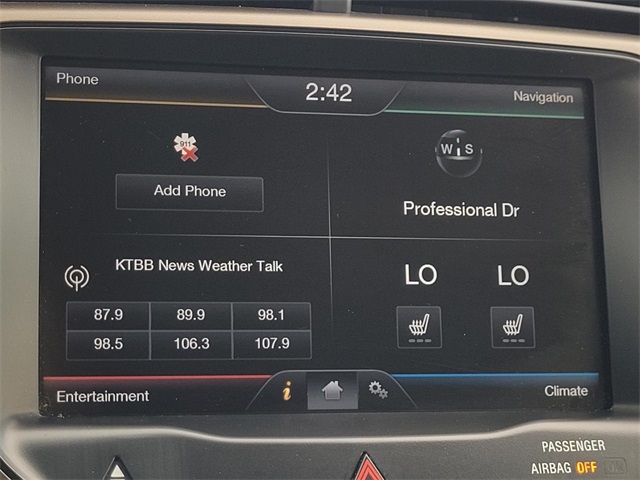 Phone
2:42
Navigation
911
W S
Add Phone
Professional Dr
KTBB News Weather Talk
LO LO
87.9 89.9 98.1
98.5 106.3 107.9
Entertainment
i
Climate
PASSENGER
AIRBAG OFF